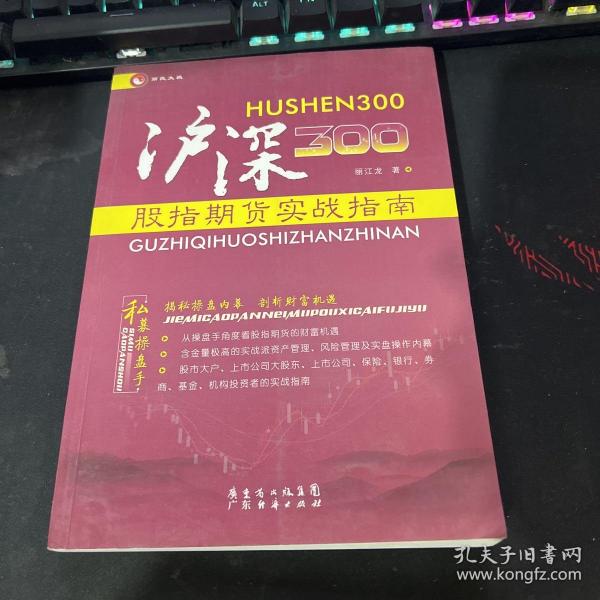 ALT
FN
HUSHEN300
沪深300
丽江龙 著
股指期货实战指南
GUZHIQIHUOSHIZHANZHINAN
私募操盘手
SIMU
CAOPANSHOU
揭秘操盘内幕 剖析财富机遇
JIEMICAOPANNEIMUPOUXICAIFUJIYU
从操盘手角度看股指期货的财富机遇
含金量极高的实战派资产管理、风险管理及实盘操作内幕
股市大户、上市公司大股东、上市公司、保险、银行、券
商、基金、机构投资者的实战指南
广东省出版集团
广东经济出版社
孔夫子旧书网
www.kongfz.com